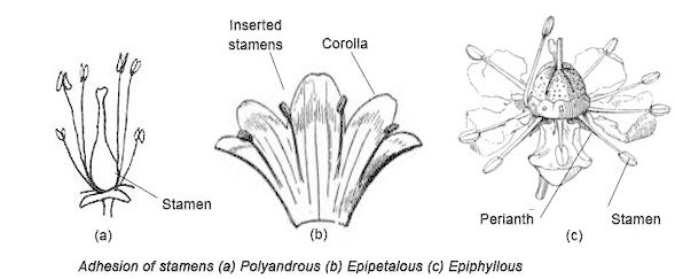 Inserted
stamens
Corolla
Stamen
Perianth
Stamen
(a)
(b)
(c)
Adhesion of stamens (a) Polyandrous (b) Epipetalous (c) Epiphyllous